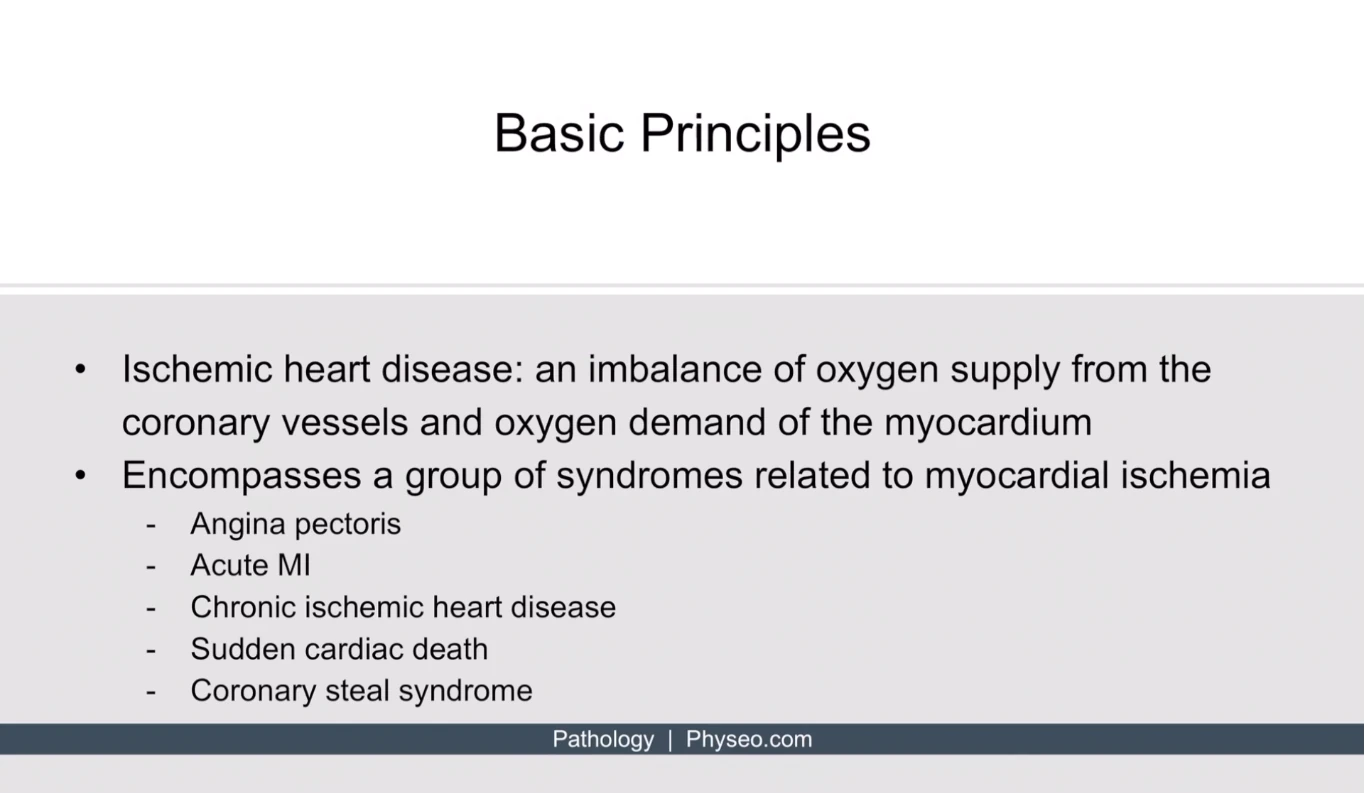 Basic Principles
• Ischemic heart disease: an imbalance of oxygen supply from the
coronary vessels and oxygen demand of the myocardium
• Encompasses a group of syndromes related to myocardial ischemia
- Angina pectoris
- Acute MI
- Chronic ischemic heart disease
- Sudden cardiac death
- Coronary steal syndrome
Pathology | Physeo.com